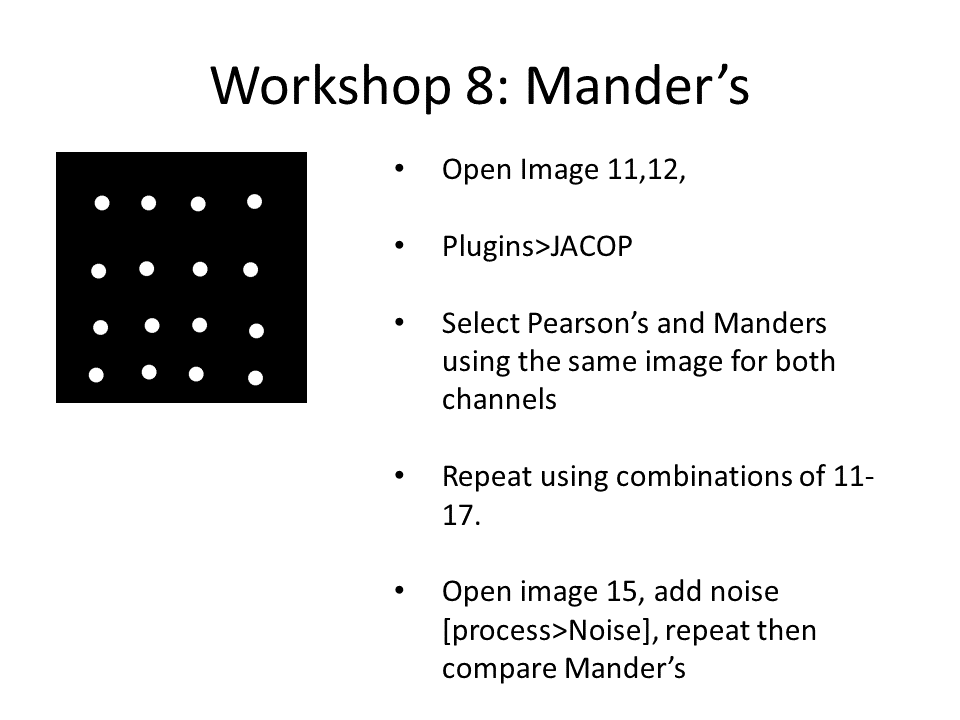 Workshop 8: Mander’s
• Open Image 11,12,
• Plugins>JACOP
• Select Pearson’s and Manders
using the same image for both
channels
• Repeat using combinations of 11-
17.
• Open image 15, add noise
[process>Noise], repeat then
compare Mander’s